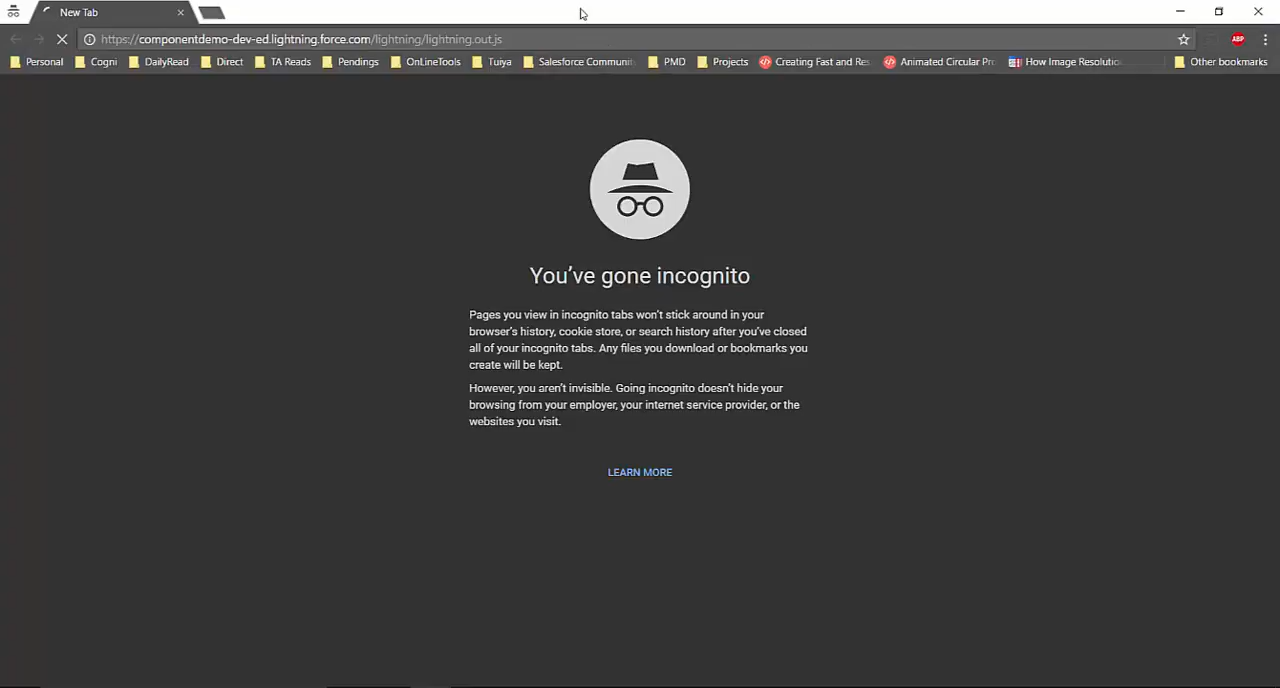 New Tab
https://componentdemo-dev-ed.lightning.force.com/lightning/lightning.out.js
ABP
Personal Cogni DailyRead Direct TA Reads Pendings OnLineTools Tuiya Salesforce Communi PMD Projects Creating Fast and Res Animated Circular Pro How Image Resolutio Other bookmarks
You've gone incognito
Pages you view in incognito tabs won't stick around in your
browser's history, cookie store, or search history after you've closed
all of your incognito tabs. Any files you download or bookmarks you
create will be kept.
However, you aren't invisible. Going incognito doesn't hide your
browsing from your employer, your internet service provider, or the
websites you visit.
LEARN MORE